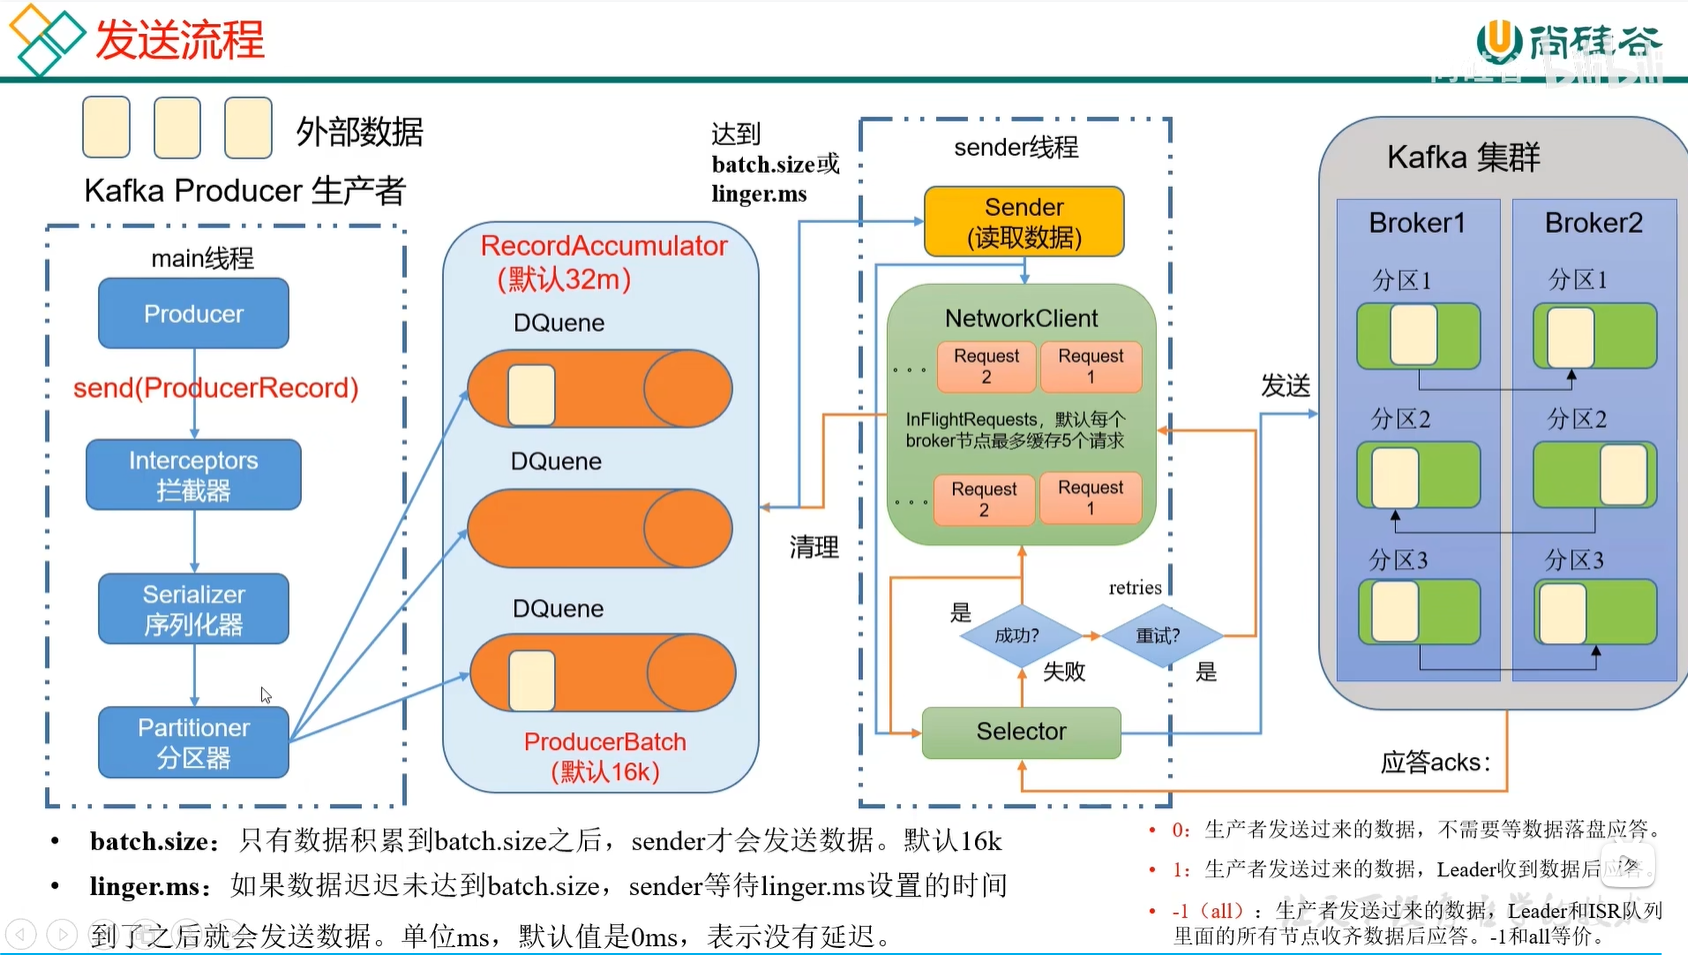 发送流程
尚硅谷
bilibili
外部数据
Kafka Producer 生产者
main线程
Producer
send(ProducerRecord)
Interceptors
拦截器
Serializer
序列化器
Partitioner
分区器
RecordAccumulator
(默认32m)
DQuene
DQuene
DQuene
ProducerBatch
(默认16k)
达到
batch.size或
linger.ms
清理
sender线程
Sender
(读取数据)
NetworkClient
Request
2
Request
1
InFlightRequests，默认每个
broker节点最多缓存5个请求
Request
2
Request
1
是
成功?
失败
retries
重试?
是
Selector
发送
Kafka 集群
Broker1
分区1
分区2
分区3
Broker2
分区1
分区2
分区3
应答acks：
• batch.size：只有数据积累到batch.size之后，sender才会发送数据。默认16k
• linger.ms：如果数据迟迟未达到batch.size，sender等待linger.ms设置的时间
到了之后就会发送数据。单位ms，默认值是0ms，表示没有延迟。
• 0：生产者发送过来的数据，不需要等数据落盘应答。
• 1：生产者发送过来的数据，Leader收到数据后应答。
• -1（all）：生产者发送过来的数据，Leader和ISR队列
里面的所有节点收齐数据后应答。-1和all等价。